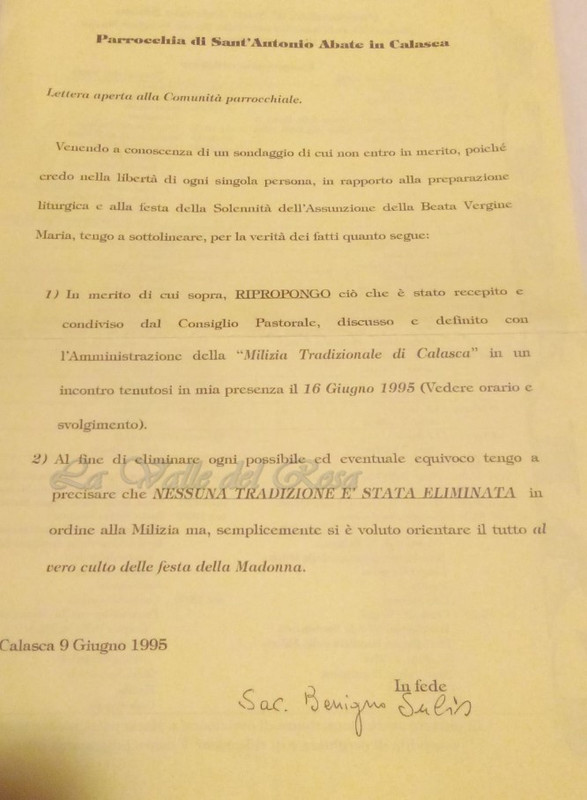 Parrocchia di Sant'Antonio Abate in Calasca
Lettera aperta alla Comunità parrocchiale.
Venendo a conoscenza di un sondaggio di cui non entro in merito, poiché
credo nella libertà di ogni singola persona, in rapporto alla preparazione
liturgica e alla festa della Solennità dell'Assunzione della Beata Vergine
Maria, tengo a sottolineare, per la verità dei fatti quanto segue:
1) In merito di cui sopra, RIPROPONGO ciò che è stato recepito e
condiviso dal Consiglio Pastorale, discusso e definito con
l'Amministrazione della "Milizia Tradizionale di Calasca" in un
incontro tenutosi in mia presenza il 16 Giugno 1995 (Vedere orario e
svolgimento).
2) Al fine di eliminare ogni possibile ed eventuale equivoco tengo a
La Valle del Rosa
precisare che NESSUNA TRADIZIONE E' STATA ELIMINATA in
ordine alla Milizia ma, semplicemente si è voluto orientare il tutto al
vero culto delle festa della Madonna.
Calasca 9 Giugno 1995
In fede
Sac. Benigno Sulis